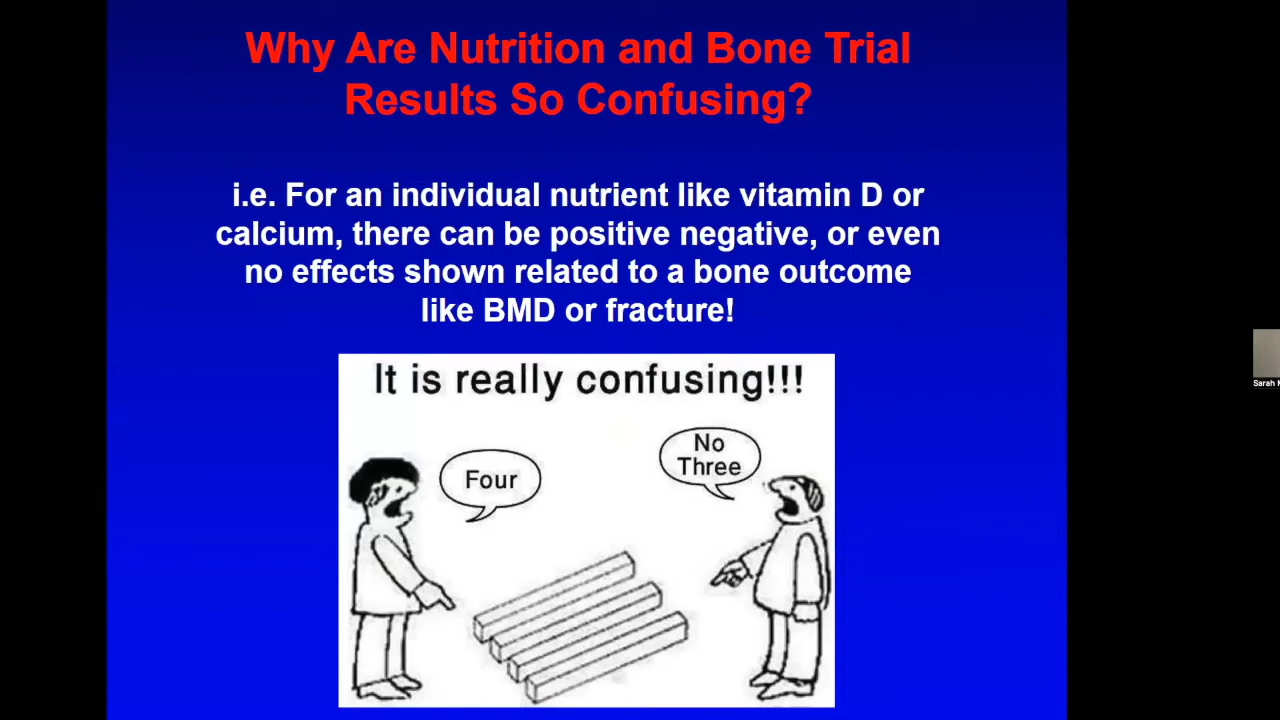 Why Are Nutrition and Bone Trial
Results So Confusing?
i.e. For an individual nutrient like vitamin D or
calcium, there can be positive negative, or even
no effects shown related to a bone outcome
like BMD or fracture!
It is really confusing!!!
Four
No
Three
Sarah M